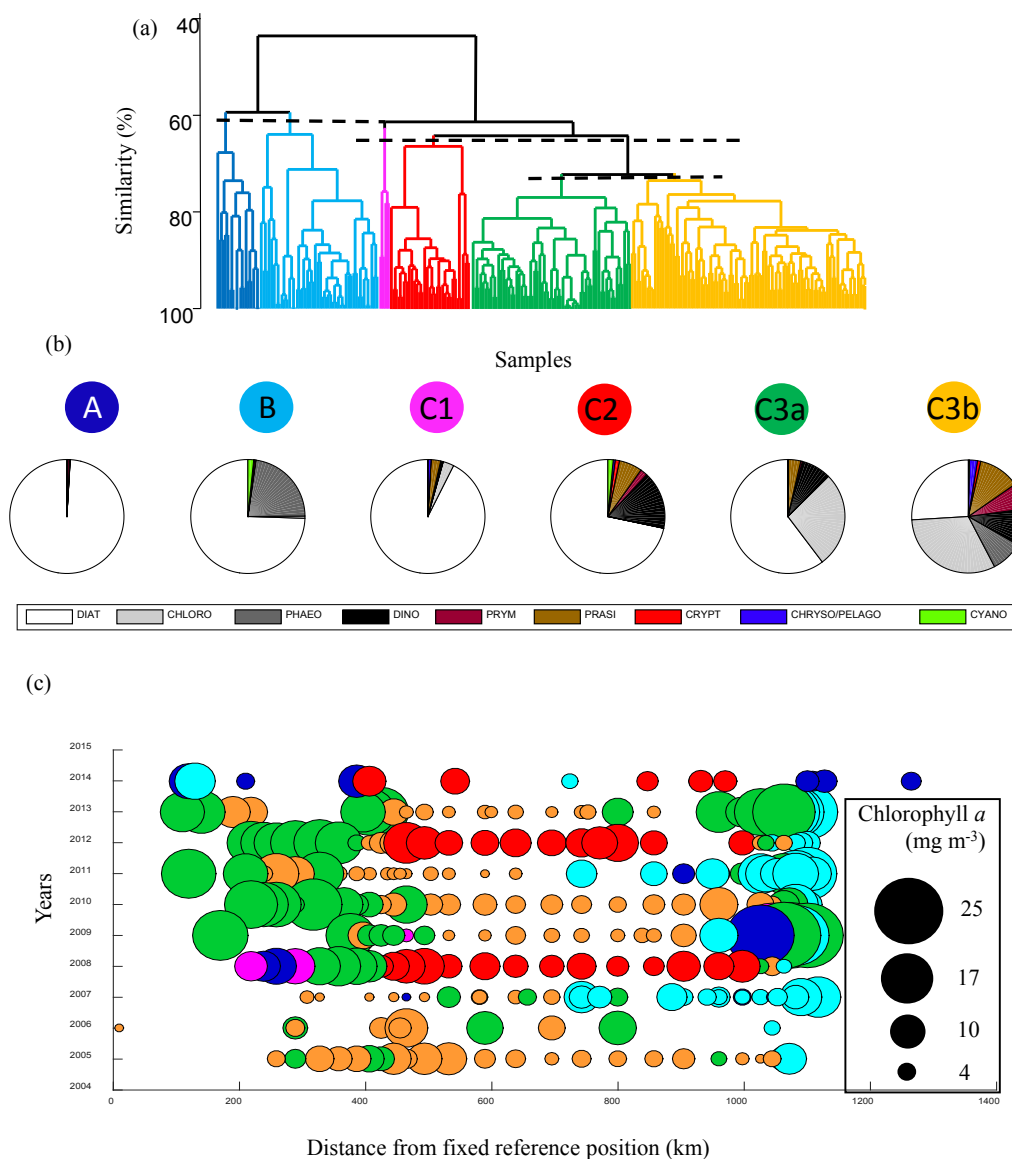 (a)
40
60
80
100
Similarity (%)
Samples
(b)
A B C1 C2 C3a C3b
DIAT CHLORO PHAEO DINO PRYM PRASI CRYPT CHRYSO/PELAGO CYANO
(c)
2015
2014
2013
2012
2011
2010
2009
2008
2007
2006
2005
2004
Years
Chlorophyll a
(mg m-3)
25
17
10
4
0 200 400 600 800 1000 1200 1400
Distance from fixed reference position (km)